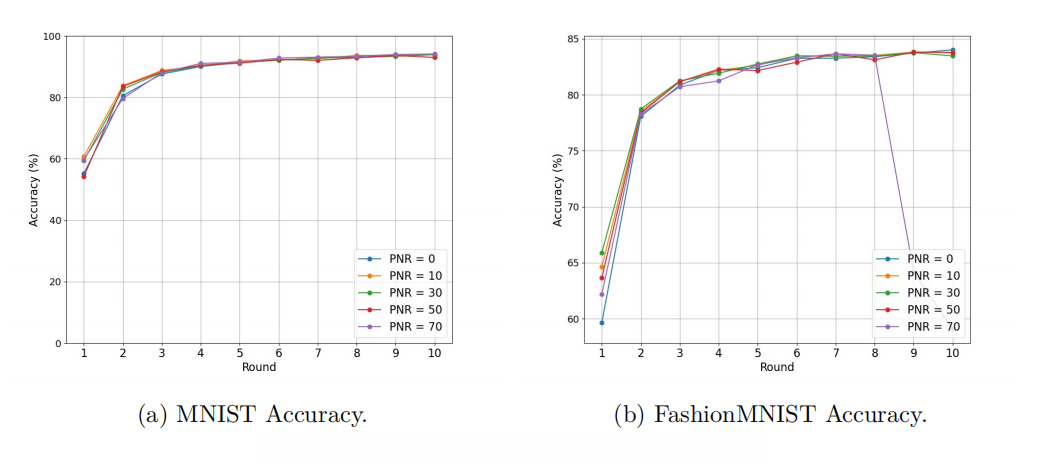 100
80
60
40
20
0
Accuracy (%)
1 2 3 4 5 6 7 8 9 10
Round
PNR = 0
PNR = 10
PNR = 30
PNR = 50
PNR = 70
(a) MNIST Accuracy.
85
80
75
70
65
60
Accuracy (%)
1 2 3 4 5 6 7 8 9 10
Round
PNR = 0
PNR = 10
PNR = 30
PNR = 50
PNR = 70
(b) FashionMNIST Accuracy.